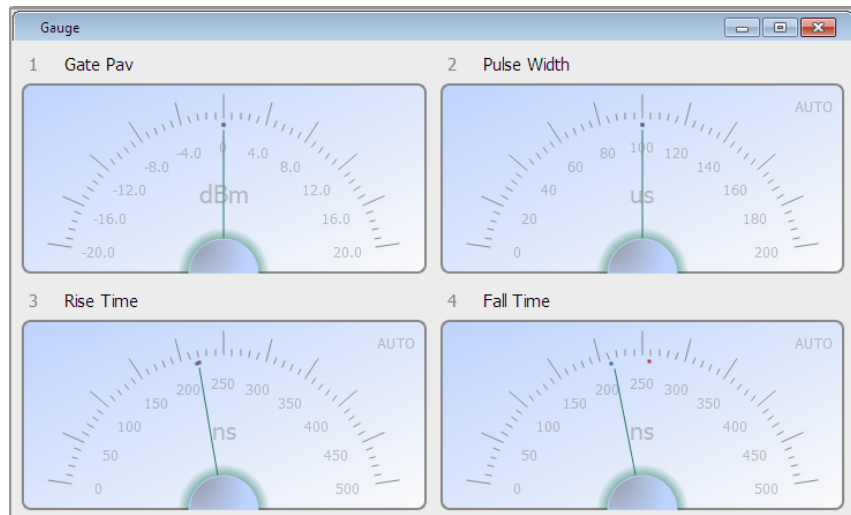 Gauge
1 Gate Pav
2 Pulse Width
-20.0 -16.0 -12.0 -8.0 -4.0 0 4.0 8.0 12.0 16.0 20.0
dBm
AUTO
0 20 40 60 80 100 120 140 160 180 200
us
3 Rise Time
4 Fall Time
AUTO
0 50 100 150 200 250 300 350 400 450 500
ns
AUTO
0 50 100 150 200 250 300 350 400 450 500
ns